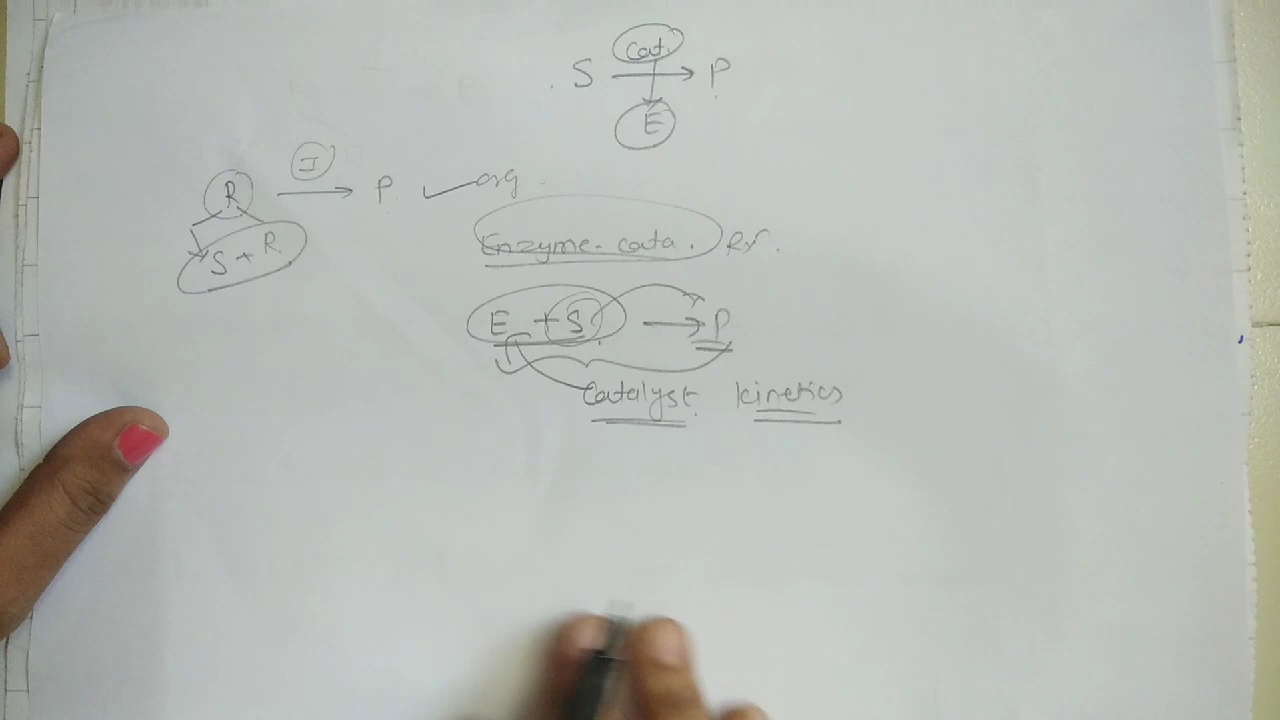 Cat.
S → P
E
I
R → P. ✓ org.
S + R
Enzyme-cata. Rx.
E + S → P
Catalyst kinetics